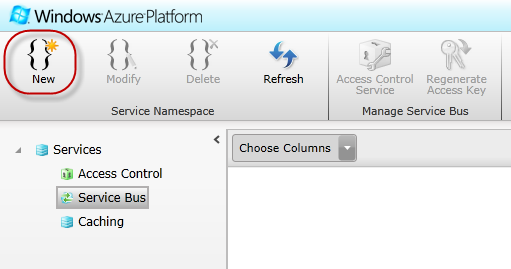 Windows Azure Platform
New
Modify
Delete
Refresh
Access Control Service
Regenerate Access Key
Service Namespace
Manage Service Bus
Services
Access Control
Service Bus
Caching
Choose Columns